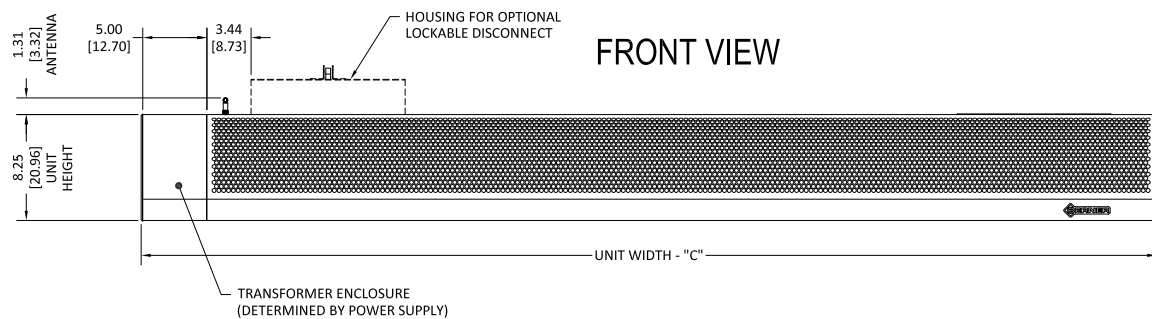 HOUSING FOR OPTIONAL
LOCKABLE DISCONNECT
FRONT VIEW
1.31
[3.32]
ANTENNA
5.00
[12.70]
3.44
[8.73]
8.25
[20.96]
UNIT
HEIGHT
BERNER
UNIT WIDTH - "C"
TRANSFORMER ENCLOSURE
(DETERMINED BY POWER SUPPLY)